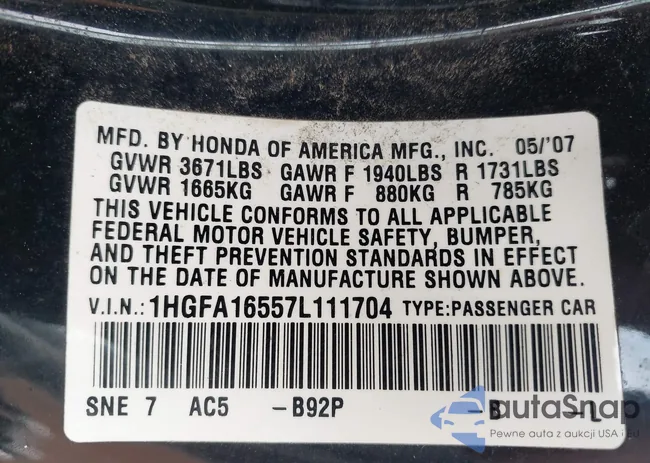 MFD. BY HONDA OF AMERICA MFG., INC. 05/'07
GVWR 3671LBS GAWR F 1940LBS R 1731LBS
GVWR 1665KG GAWR F 880KG R 785KG
THIS VEHICLE CONFORMS TO ALL APPLICABLE
FEDERAL MOTOR VEHICLE SAFETY, BUMPER,
AND THEFT PREVENTION STANDARDS IN EFFECT
ON THE DATE OF MANUFACTURE SHOWN ABOVE.
V.I.N.: 1HGFA16557L111704 TYPE:PASSENGER CAR
SNE 7 AC5 -B92P -B -L
autaSnap
Pewne auta z aukcji USA i EU